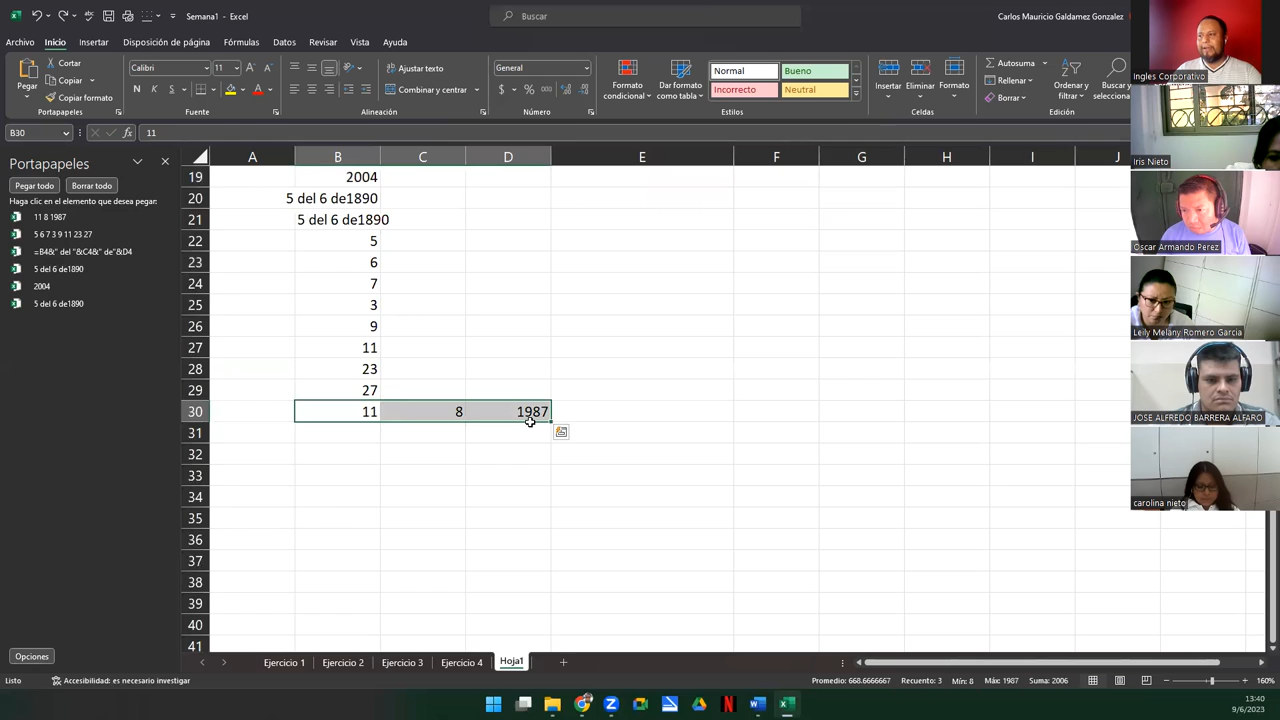 Semana1 - Excel
Buscar
Carlos Mauricio Galdamez Gonzalez
Archivo Inicio Insertar Disposición de página Fórmulas Datos Revisar Vista Ayuda
Pegar
Cortar
Copiar
Copiar formato
Portapapeles
Calibri 11
N K S
Fuente
Ajustar texto
Combinar y centrar
Alineación
General
$ % 000
Número
Formato condicional
Dar formato como tabla
Normal Bueno
Incorrecto Neutral
Estilos
Insertar Eliminar Formato
Celdas
Autosuma
Rellenar
Borrar
Ordenar y filtrar
Buscar y selecciona
Edición
B30 fx 11
Portapapeles
Pegar todo Borrar todo
Haga clic en el elemento que desea pegar:
11 8 1987
5 6 7 3 9 11 23 27
=B4&" del "&C4&" de"&D4
5 del 6 de1890
2004
5 del 6 de1890
Opciones
A B C D E F G H I J
19 2004
20 5 del 6 de1890
21 5 del 6 de1890
22 5
23 6
24 7
25 3
26 9
27 11
28 23
29 27
30 11 8 1987
31
32
33
34
35
36
37
38
39
40
41
Ejercicio 1 Ejercicio 2 Ejercicio 3 Ejercicio 4 Hoja1
Listo Accesibilidad: es necesario investigar
Promedio: 668.6666667 Recuento: 3 Mín: 8 Máx: 1987 Suma: 2006 160%
13:40
9/6/2023
Ingles Corporativo
Iris Nieto
Oscar Armando Perez
Leily Melany Romero Garcia
JOSE ALFREDO BARRERA ALFARO
carolina nieto